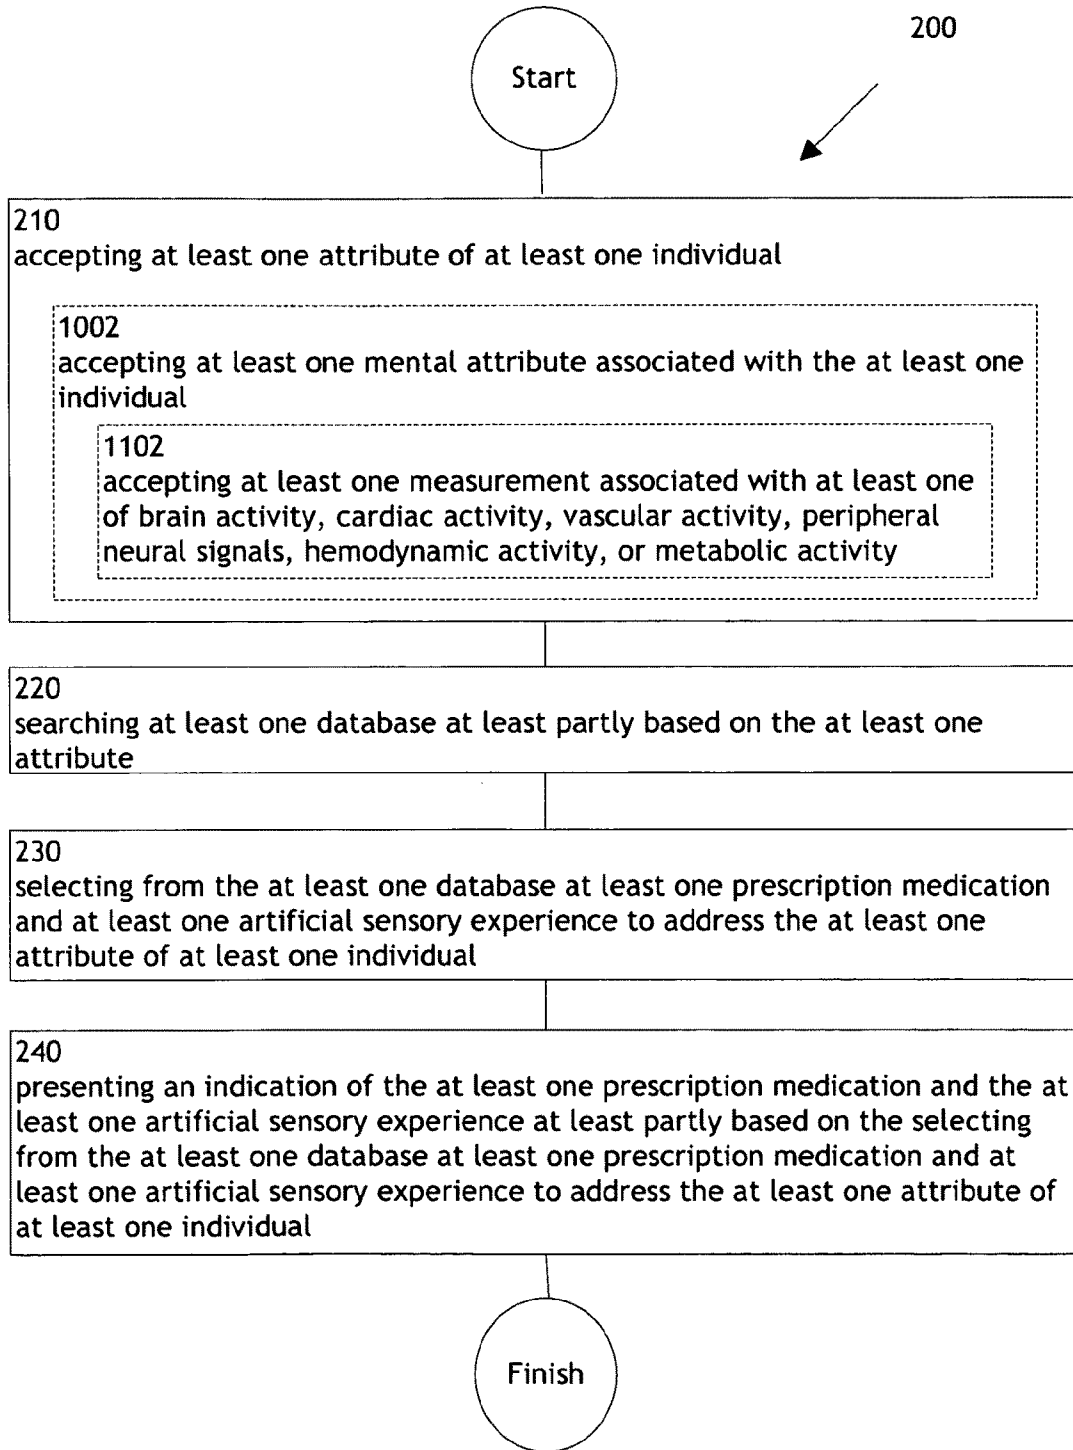 200
Start
210
accepting at least one attribute of at least one individual
1002
accepting at least one mental attribute associated with the at least one
individual
1102
accepting at least one measurement associated with at least one
of brain activity, cardiac activity, vascular activity, peripheral
neural signals, hemodynamic activity, or metabolic activity
220
searching at least one database at least partly based on the at least one
attribute
230
selecting from the at least one database at least one prescription medication
and at least one artificial sensory experience to address the at least one
attribute of at least one individual
240
presenting an indication of the at least one prescription medication and the at
least one artificial sensory experience at least partly based on the selecting
from the at least one database at least one prescription medication and at
least one artificial sensory experience to address the at least one attribute of
at least one individual
Finish